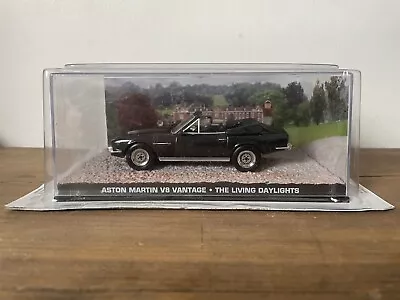 ASTON MARTIN V8 VANTAGE • THE LIVING DAYLIGHTS